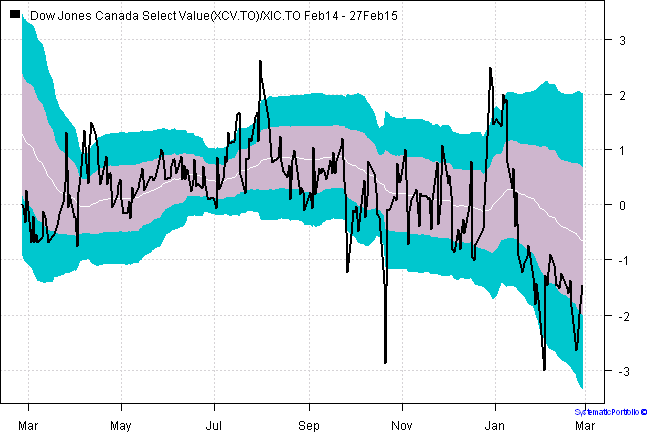 Dow Jones Canada Select Value(XCV.TO)/XIC.TO Feb14 - 27Feb15
3
2
1
0
-1
-2
-3
SystematicPortfolio ©
Mar May Jul Sep Nov Jan Mar